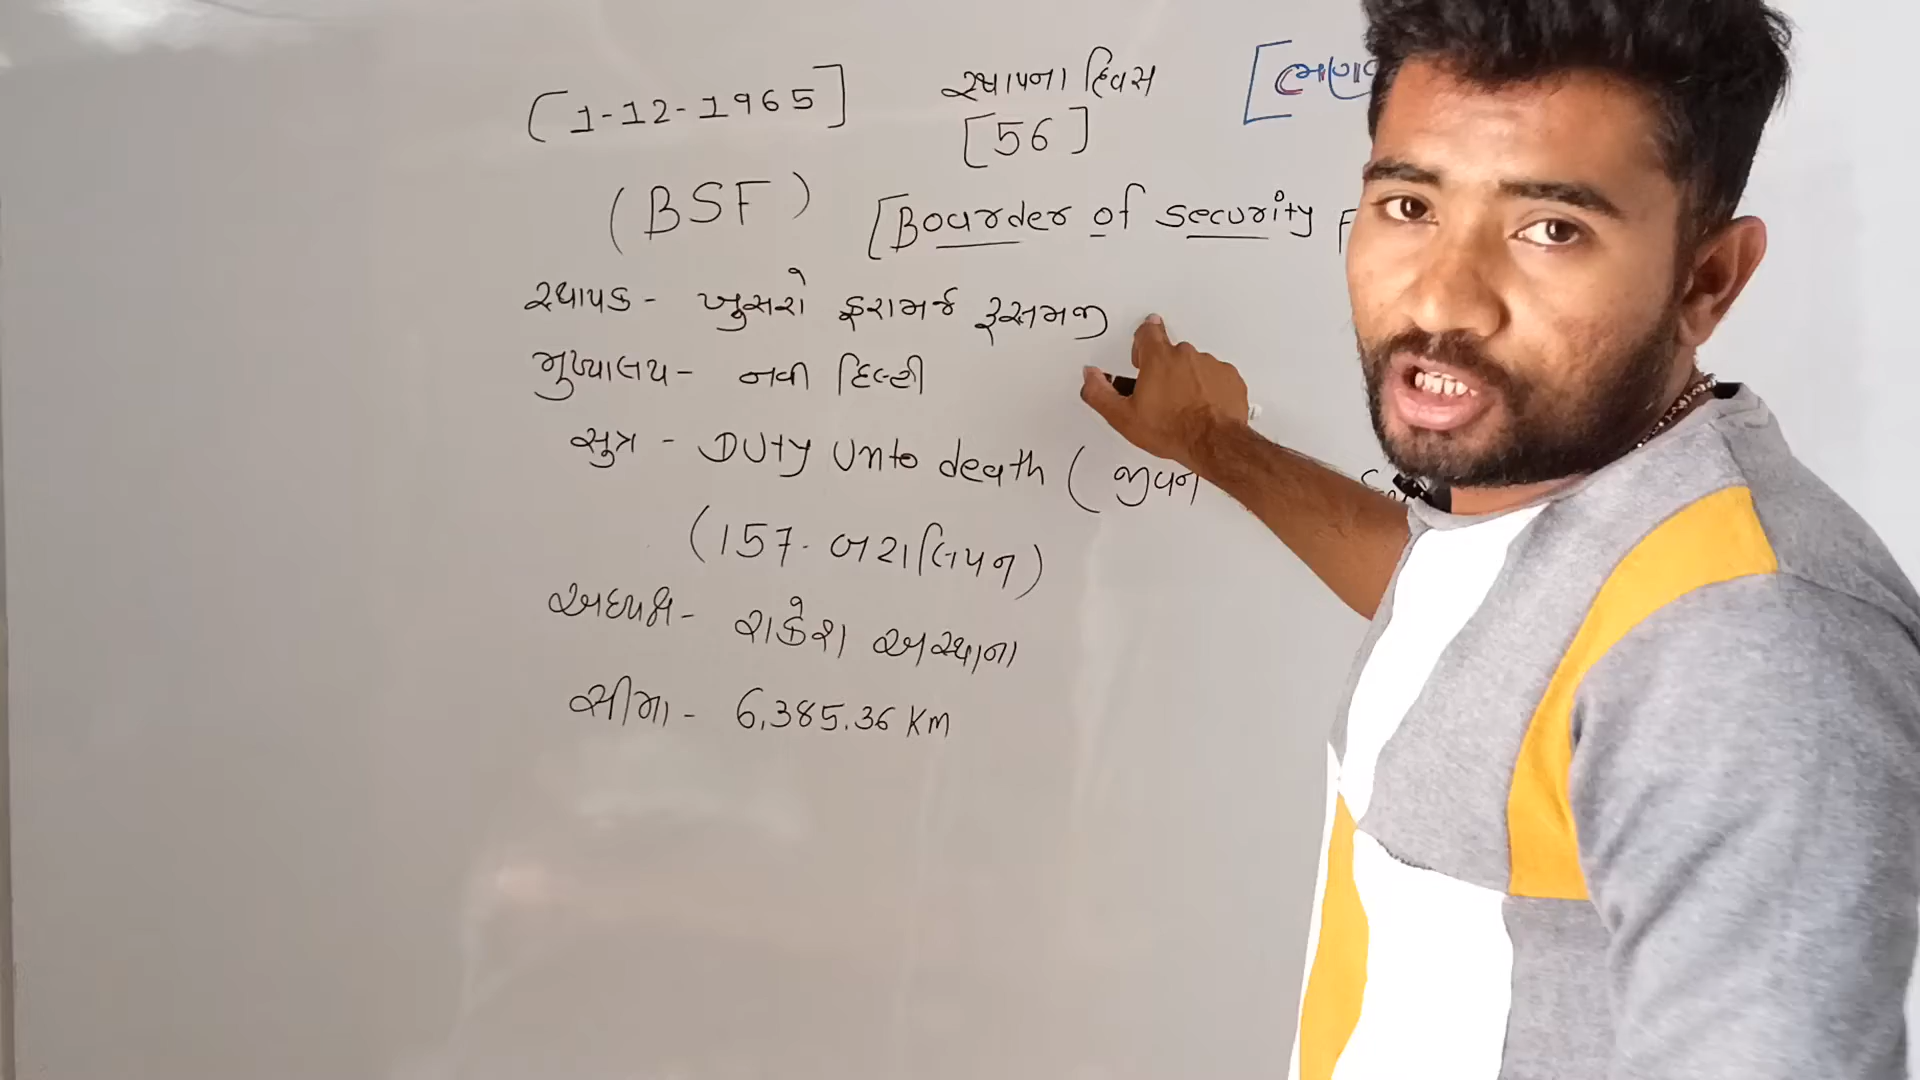 [1-12-1965] સ્થાપના દિવસ
[56]
(BSF) [Bourder of security F
સ્થાપક - ખુસરો ફરામર્જ રૂસ્તમજી
મુખ્યાલય - નવી દિલ્હી
સુત્ર - DUTY Unto death (જીવન
(157- બટાલિયન)
અધ્યક્ષ - રાકેશ અસ્થાના
સીમા - 6,385.36 Km